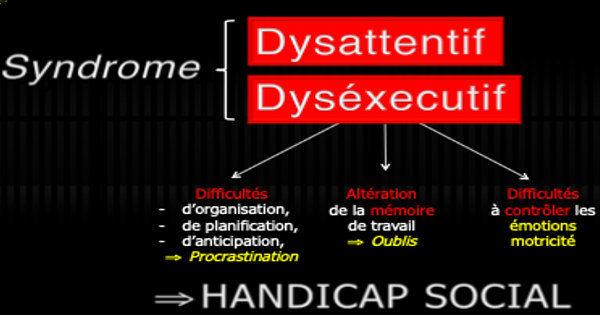 Syndrome
Dysattentif
Dyséxecutif
Difficultés
- d'organisation,
- de planification,
- d'anticipation,
⇒ Procrastination
Altération
de la mémoire
de travail
⇒ Oublis
Difficultés
à contrôler les
émotions
motricité
⇒ HANDICAP SOCIAL